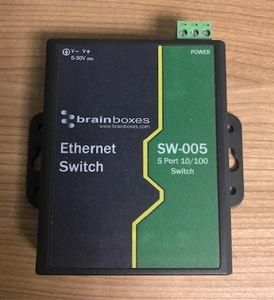 V- V+
5-30V
POWER
brainboxes
www.brainboxes.com
Ethernet
Switch
SW-005
5 Port 10/100
Switch